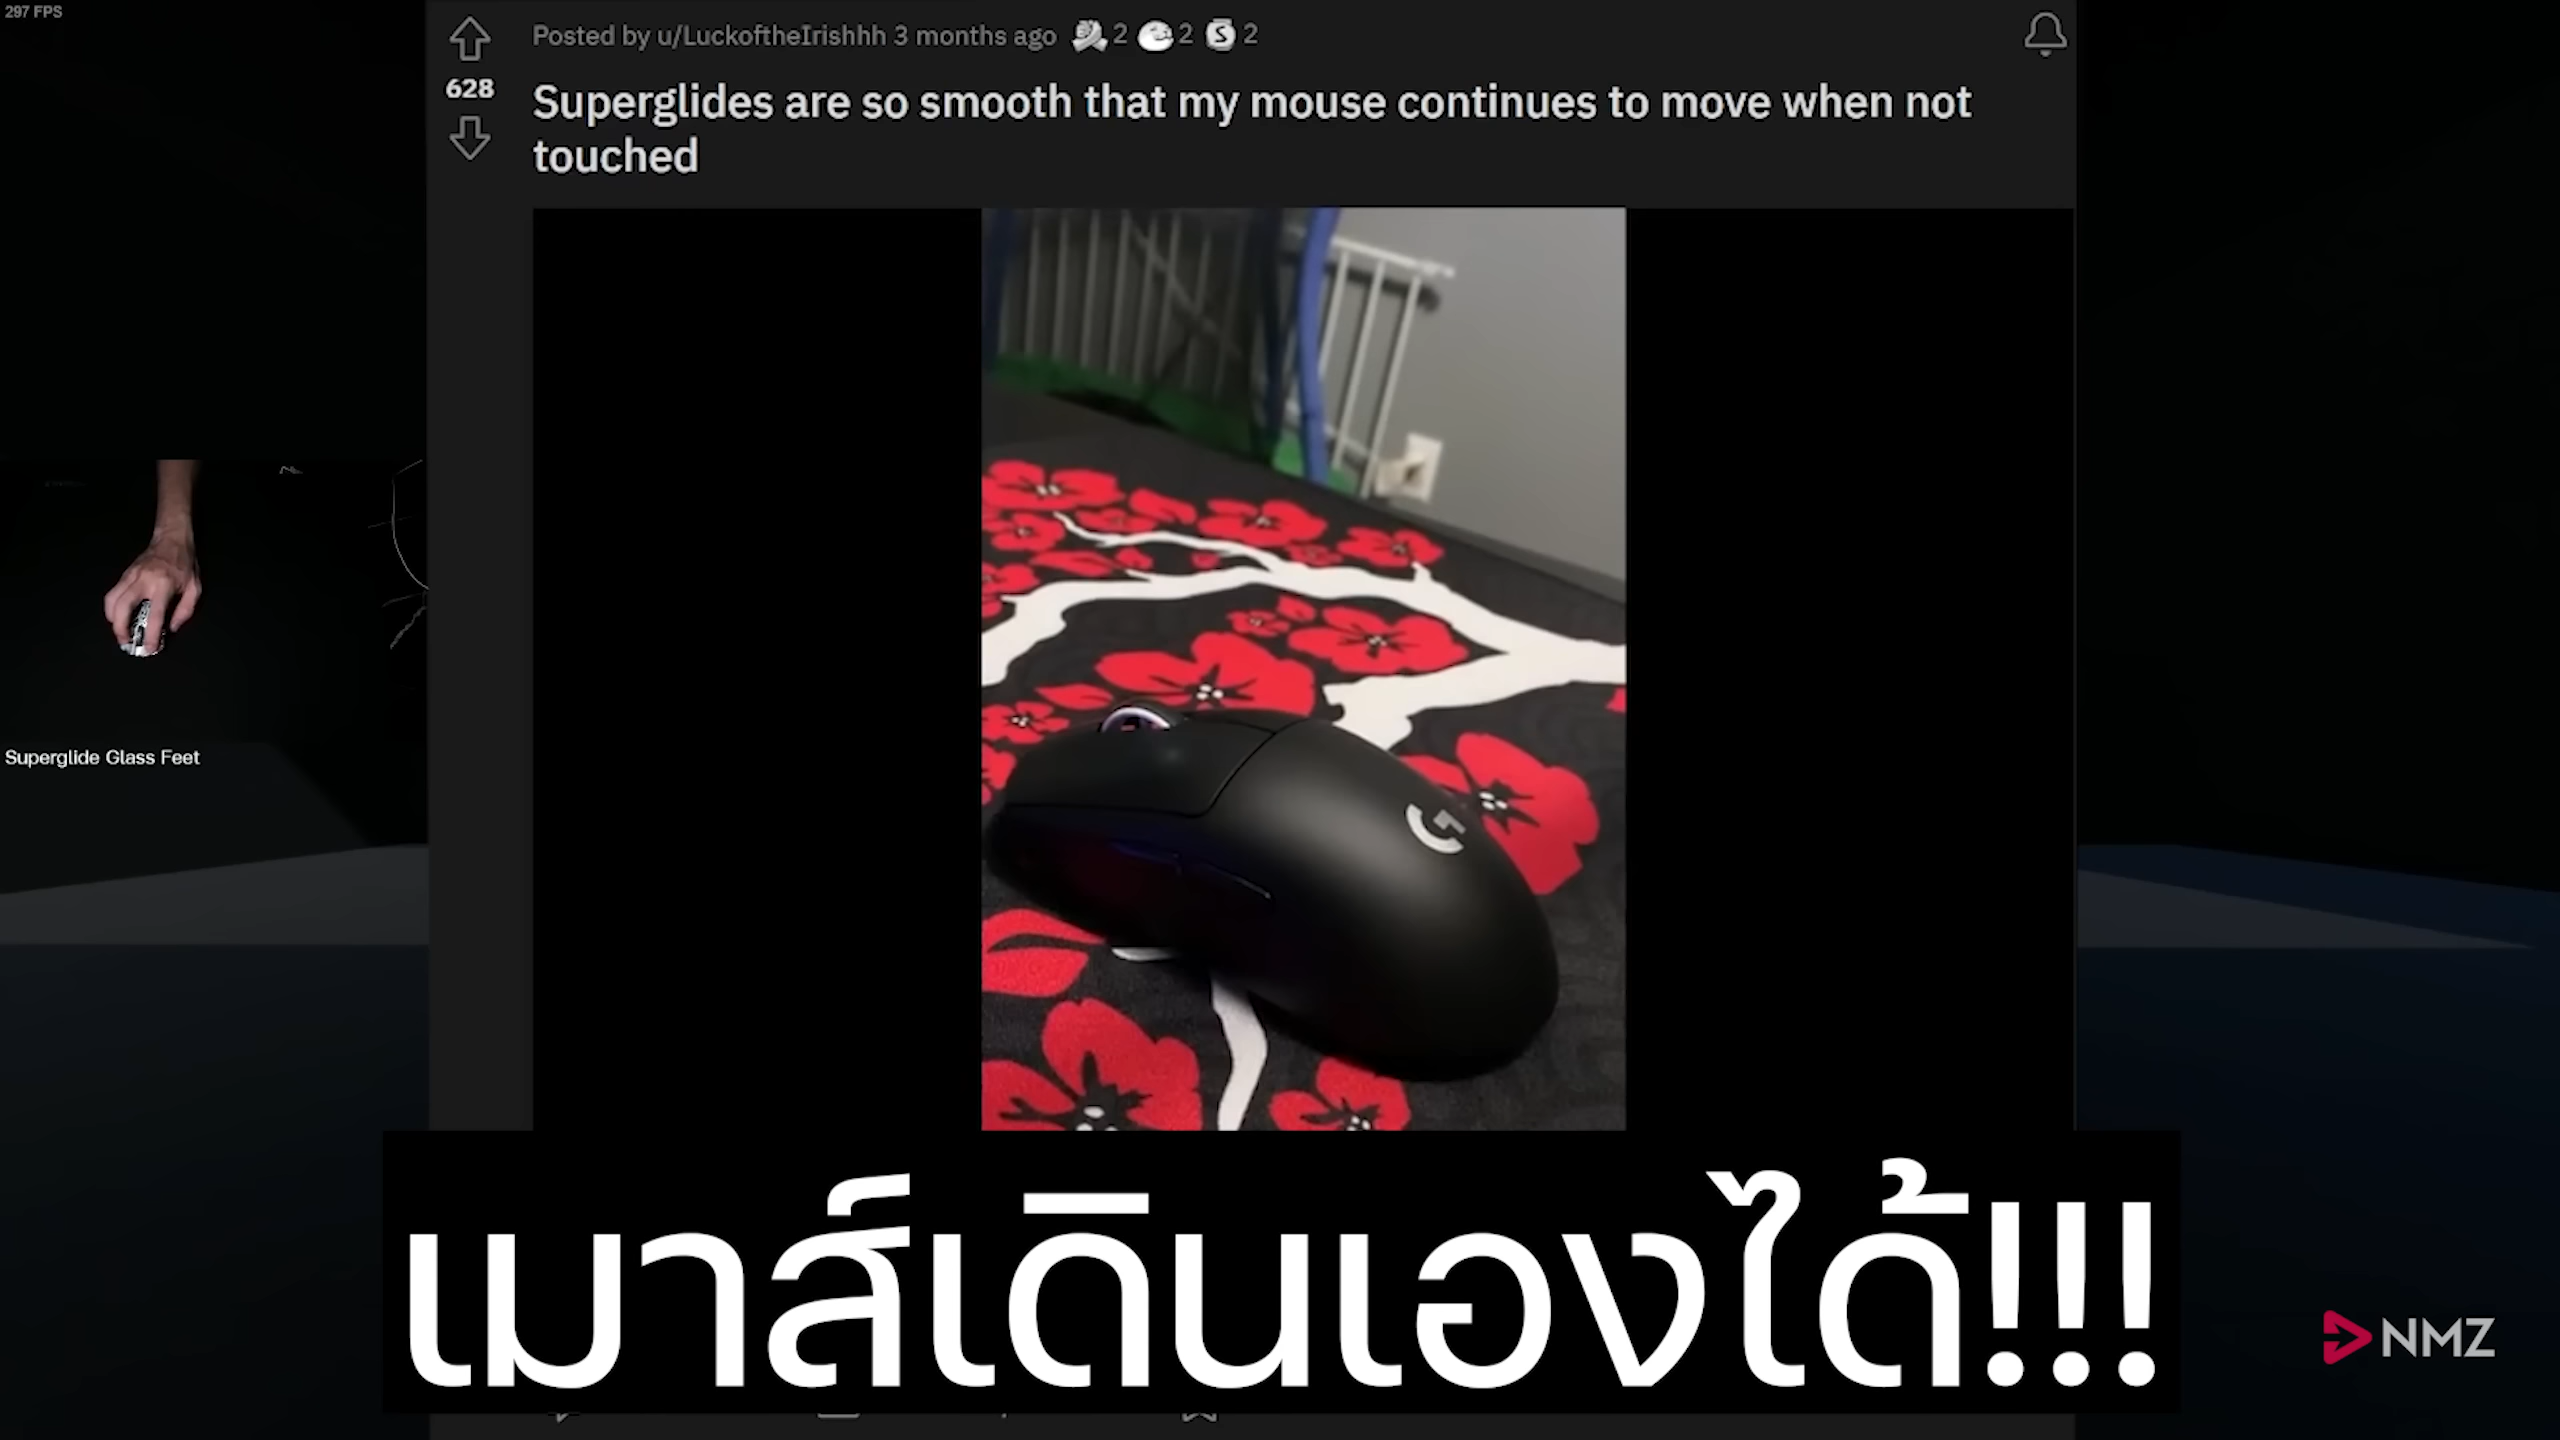 297 FPS
Posted by u/LuckoftheIrishhh 3 months ago 2 2 2
628
Superglides are so smooth that my mouse continues to move when not
touched
Superglide Glass Feet
เมาส์เดินเองได้!!!
NMZ